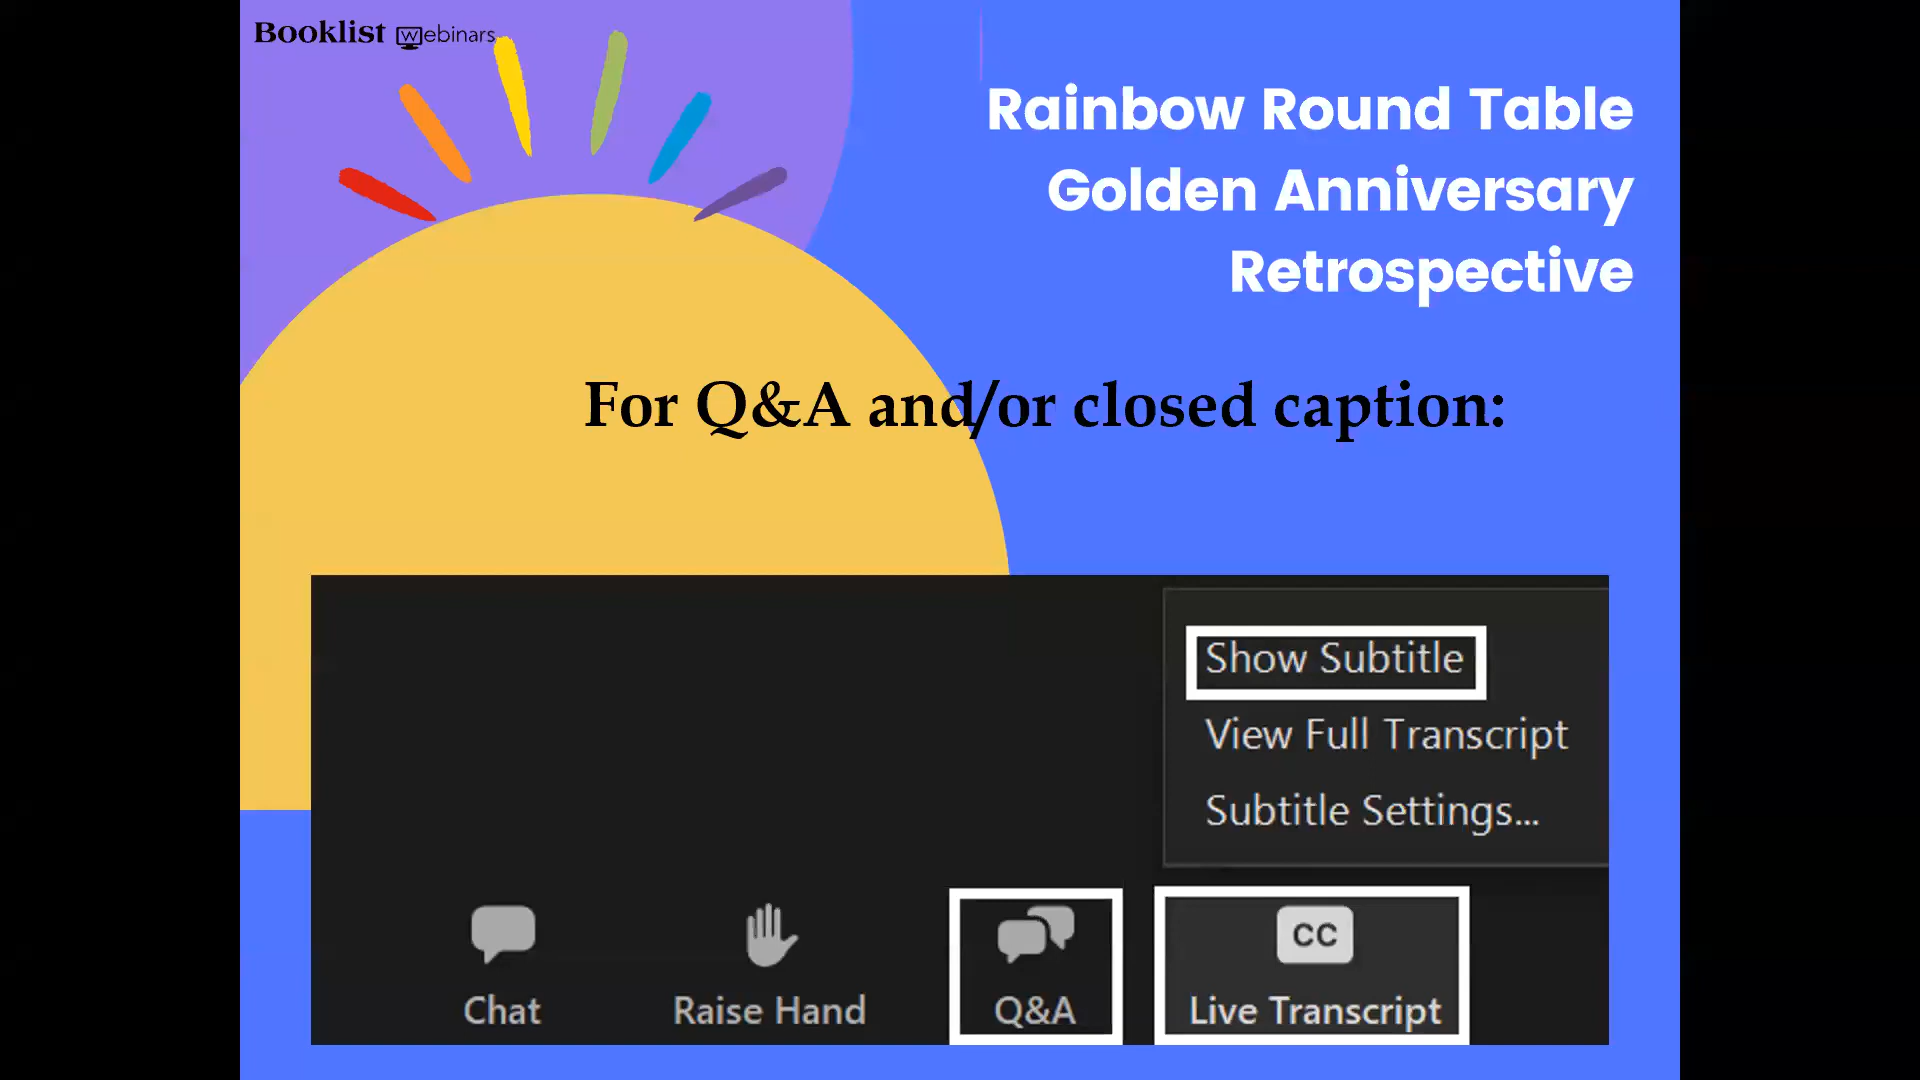 Booklist Webinars
Rainbow Round Table
Golden Anniversary
Retrospective
For Q&A and/or closed caption:
Show Subtitle
View Full Transcript
Subtitle Settings...
Chat
Raise Hand
Q&A
CC
Live Transcript